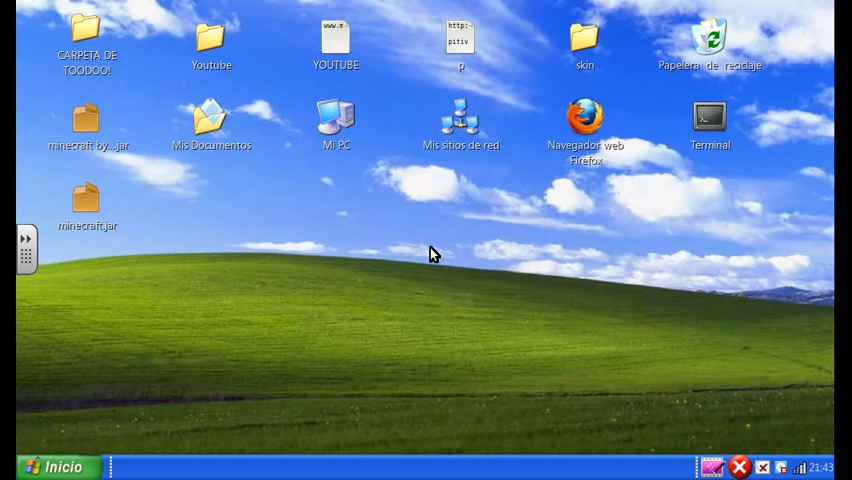 CARPETA DE
TOODOO!
Youtube
www.
YOUTUBE
http:
pitiv
p
skin
Papelera de reciclaje
minecraft by...jar
Mis Documentos
Mi PC
Mis sitios de red
Navegador web
Firefox
Terminal
minecraft.jar
Inicio
21:43